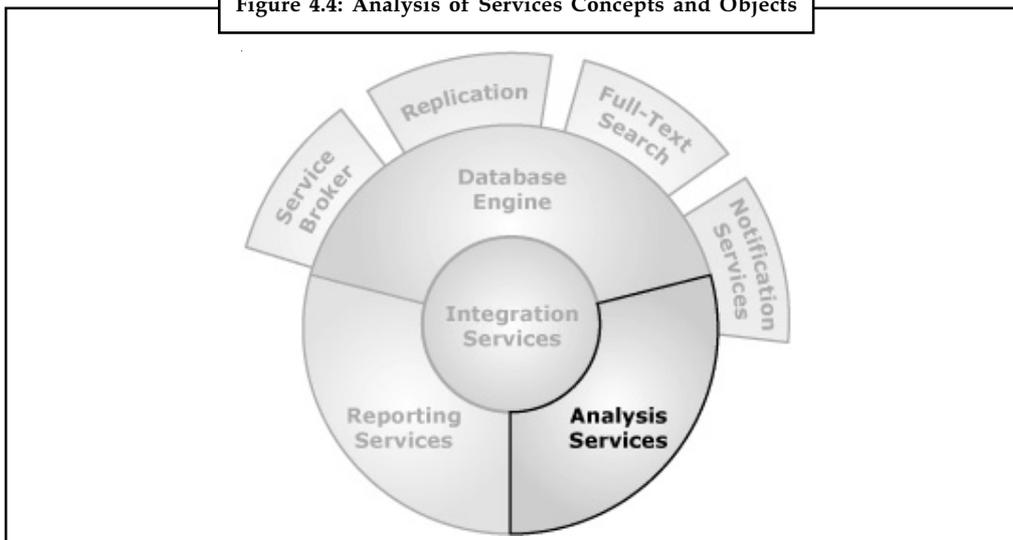 Figure 4.4: Analysis of Services Concepts and Objects
Replication
Full-Text
Search
Service
Broker
Database
Engine
Notification
Services
Integration
Services
Reporting
Services
Analysis
Services